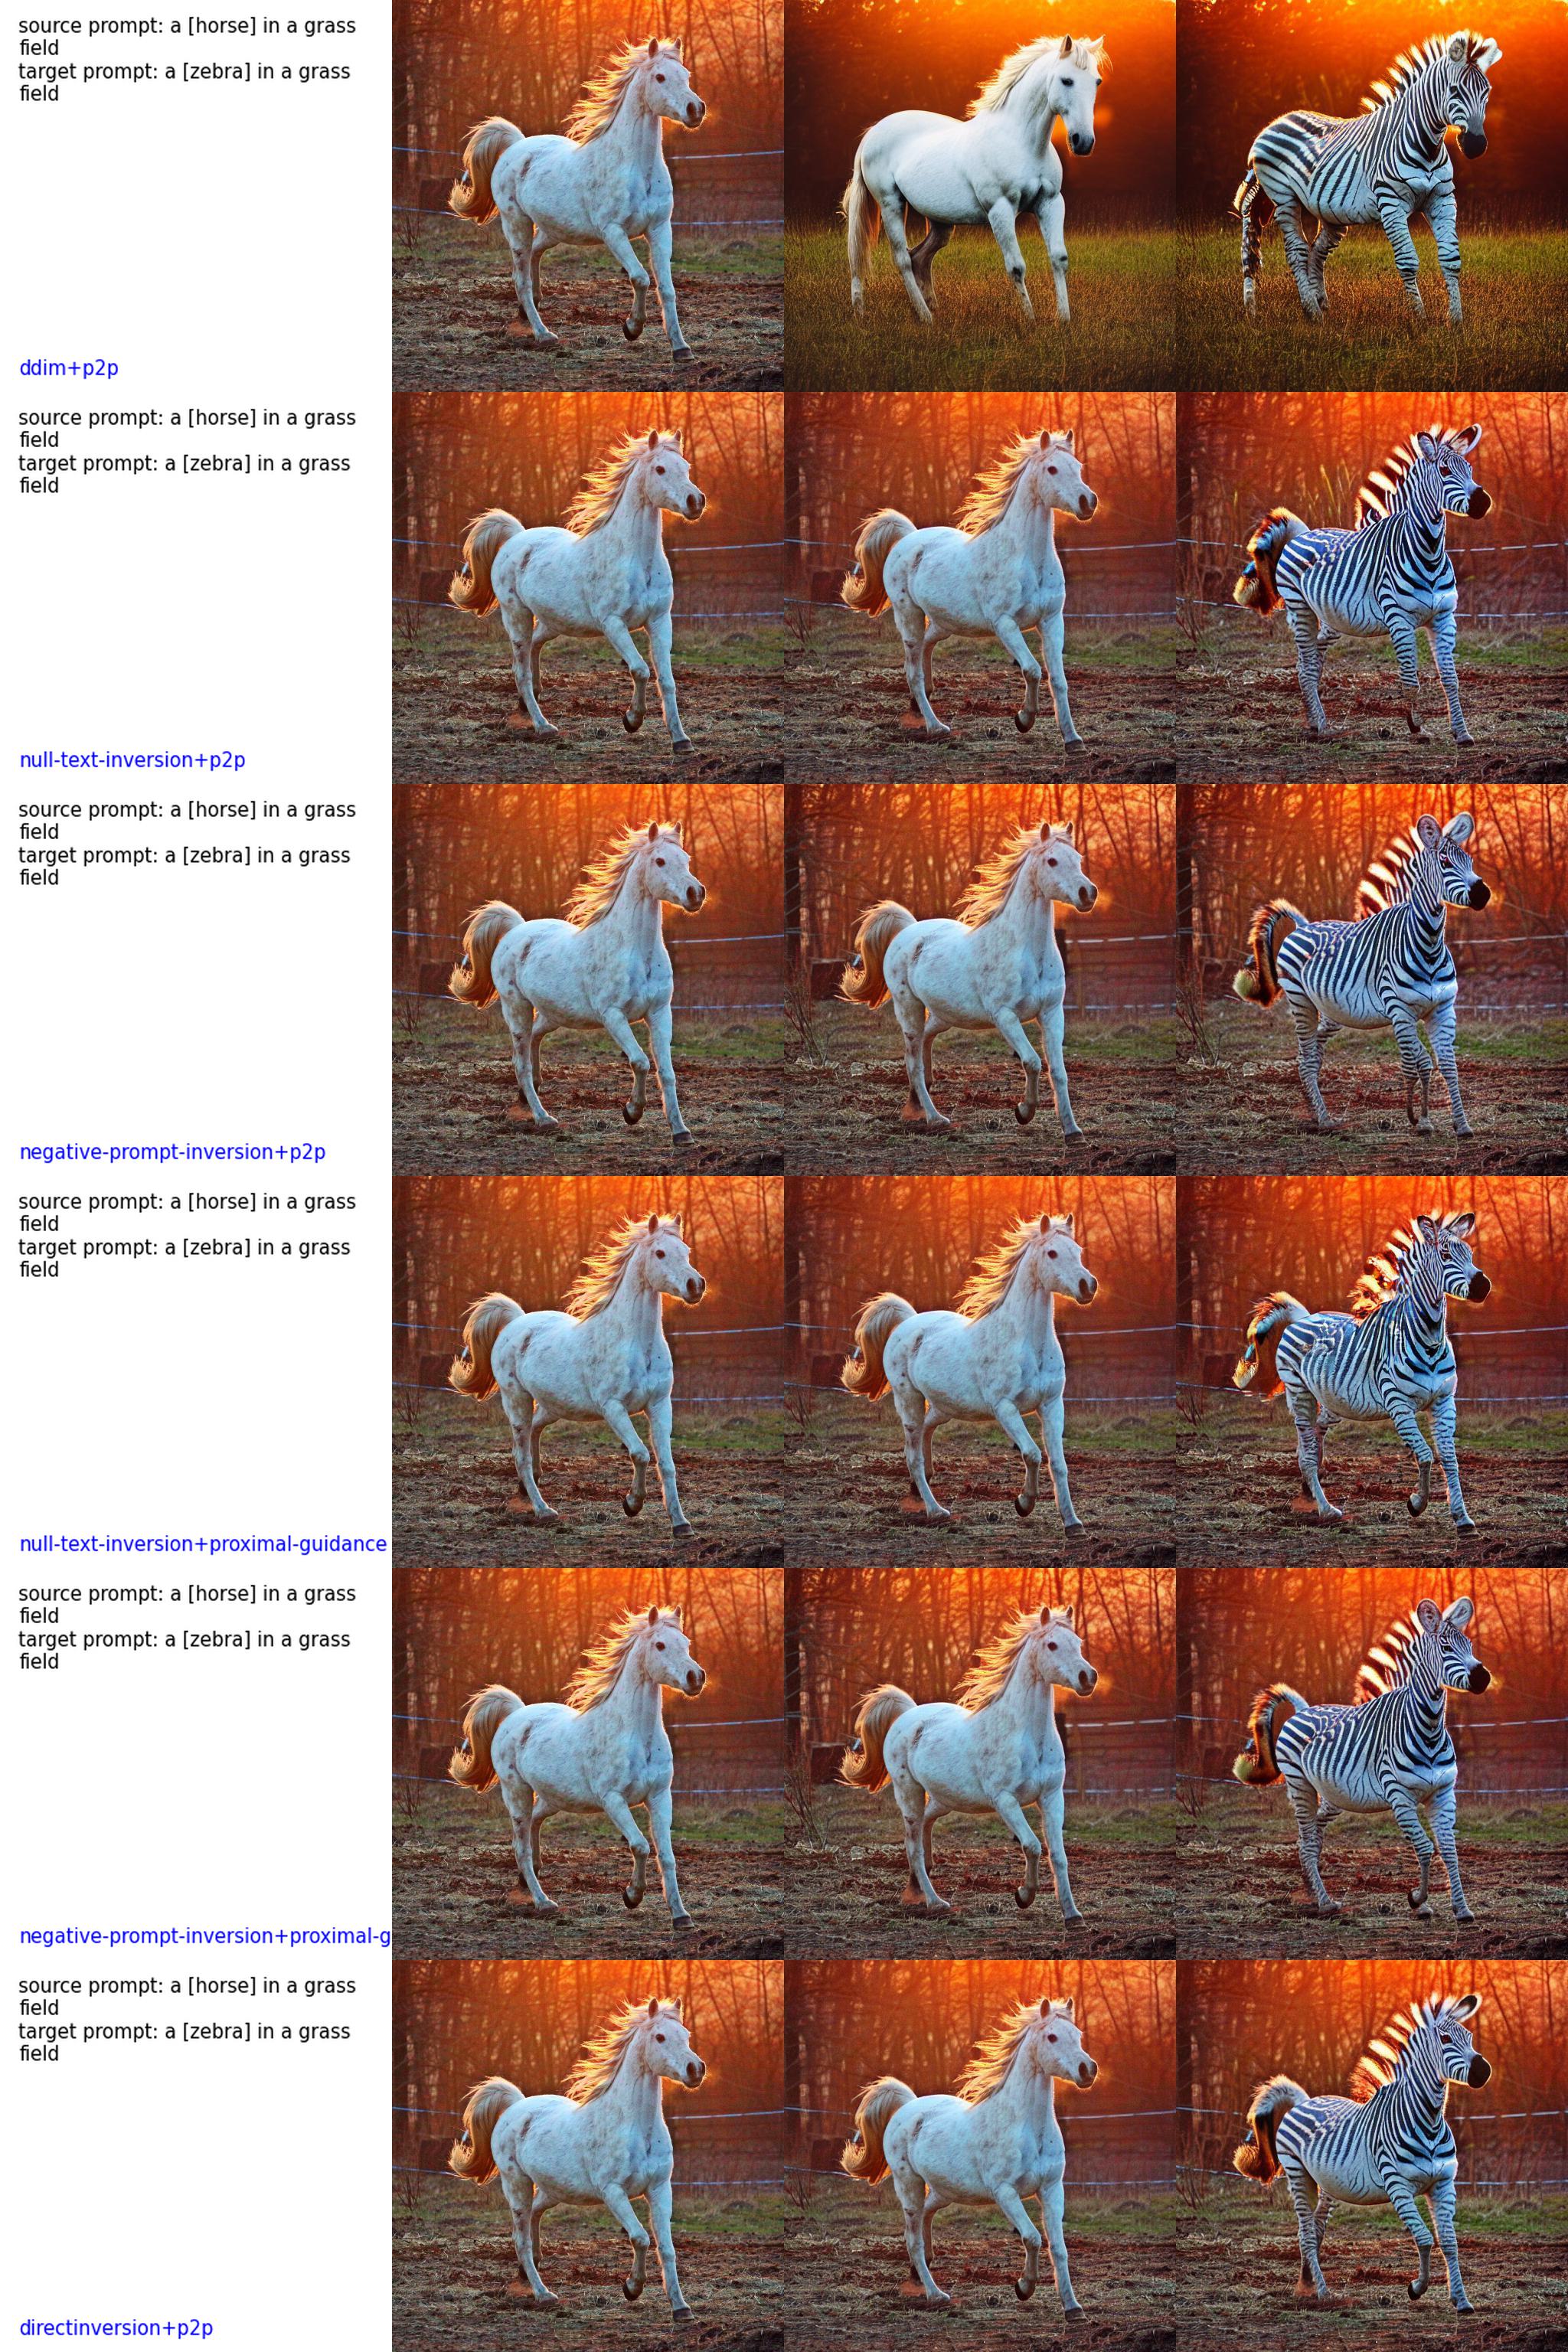 source prompt: a [horse] in a grass
field
target prompt: a [zebra] in a grass
field
ddim+p2p
source prompt: a [horse] in a grass
field
target prompt: a [zebra] in a grass
field
null-text-inversion+p2p
source prompt: a [horse] in a grass
field
target prompt: a [zebra] in a grass
field
negative-prompt-inversion+p2p
source prompt: a [horse] in a grass
field
target prompt: a [zebra] in a grass
field
null-text-inversion+proximal-guidance
source prompt: a [horse] in a grass
field
target prompt: a [zebra] in a grass
field
negative-prompt-inversion+proximal-g
source prompt: a [horse] in a grass
field
target prompt: a [zebra] in a grass
field
directinversion+p2p